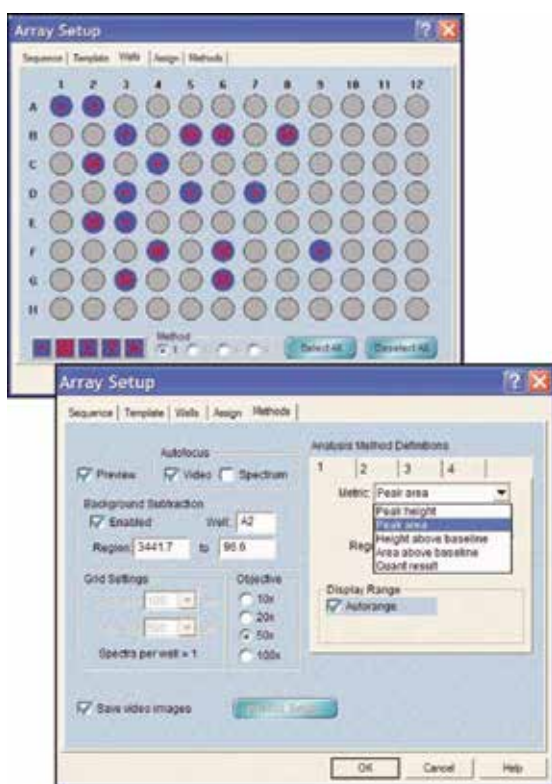 Array Setup
Sequence Template Wells Assign Methods
1 2 3 4 5 6 7 8 9 10 11 12
A
B
C
D
E
F
G
H
Method
1
Select All Deselect All
Array Setup
Sequence Template Wells Assign Methods
Autofocus
Preview Video Spectrum
Background Subtraction
Enabled Well: A2
Region: 3441.7 to 96.6
Grid Settings
Spectra per well = 1
Objective
10x
20x
50x
100x
Save video images
Analysis Method Definitions
1 2 3 4
Metric: Peak area
Peak height
Peak area
Height above baseline
Area above baseline
Quant result
Display Range
Autorange
OK Cancel Help